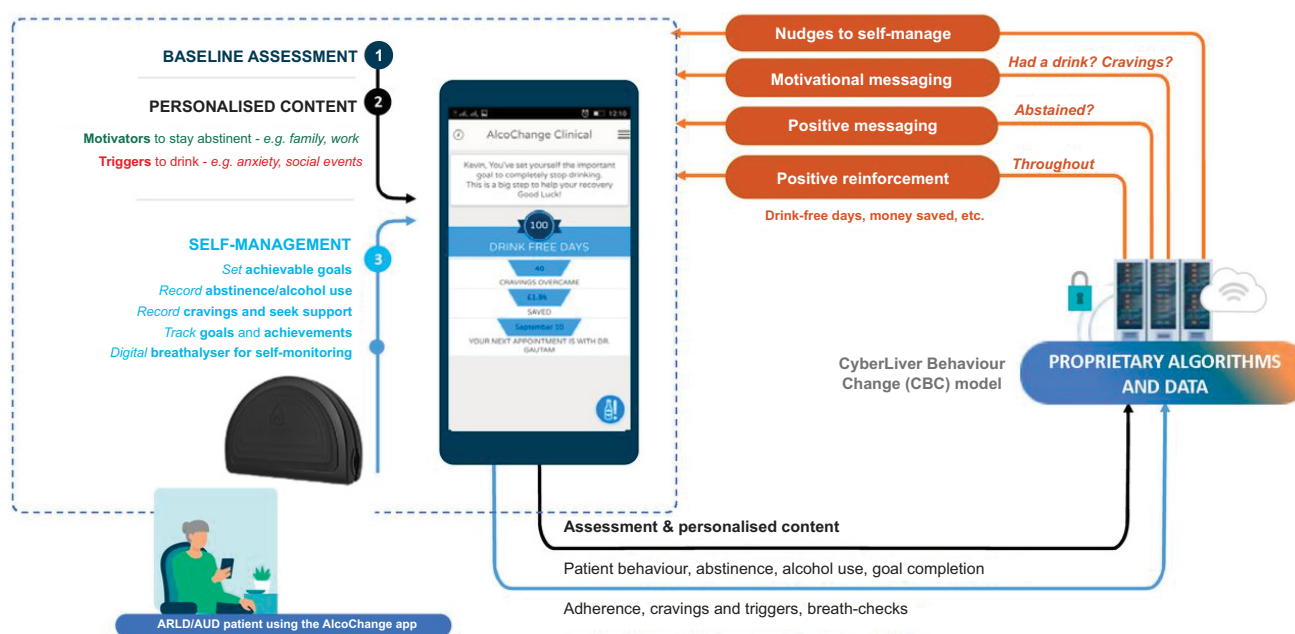 BASELINE ASSESSMENT 1
PERSONALISED CONTENT 2
Motivators to stay abstinent - e.g. family, work
Triggers to drink - e.g. anxiety, social events
SELF-MANAGEMENT
3
Set achievable goals
Record abstinence/alcohol use
Record cravings and seek support
Track goals and achievements
Digital breathalyser for self-monitoring
ARLD/AUD patient using the AlcoChange app
12:10
AlcoChange Clinical
Kevin, You've set yourself the important
goal to completely stop drinking.
This is a big step to help your recovery
Good Luck!
100
DRINK FREE DAYS
40
CRAVINGS OVERCAME
SAVED
September 10
YOUR NEXT APPOINTMENT IS WITH DR.
GAUTAM
Nudges to self-manage
Motivational messaging
Had a drink? Cravings?
Positive messaging
Abstained?
Positive reinforcement
Throughout
Drink-free days, money saved, etc.
CyberLiver Behaviour
Change (CBC) model
PROPRIETARY ALGORITHMS
AND DATA
Assessment & personalised content
Patient behaviour, abstinence, alcohol use, goal completion
Adherence, cravings and triggers, breath-checks